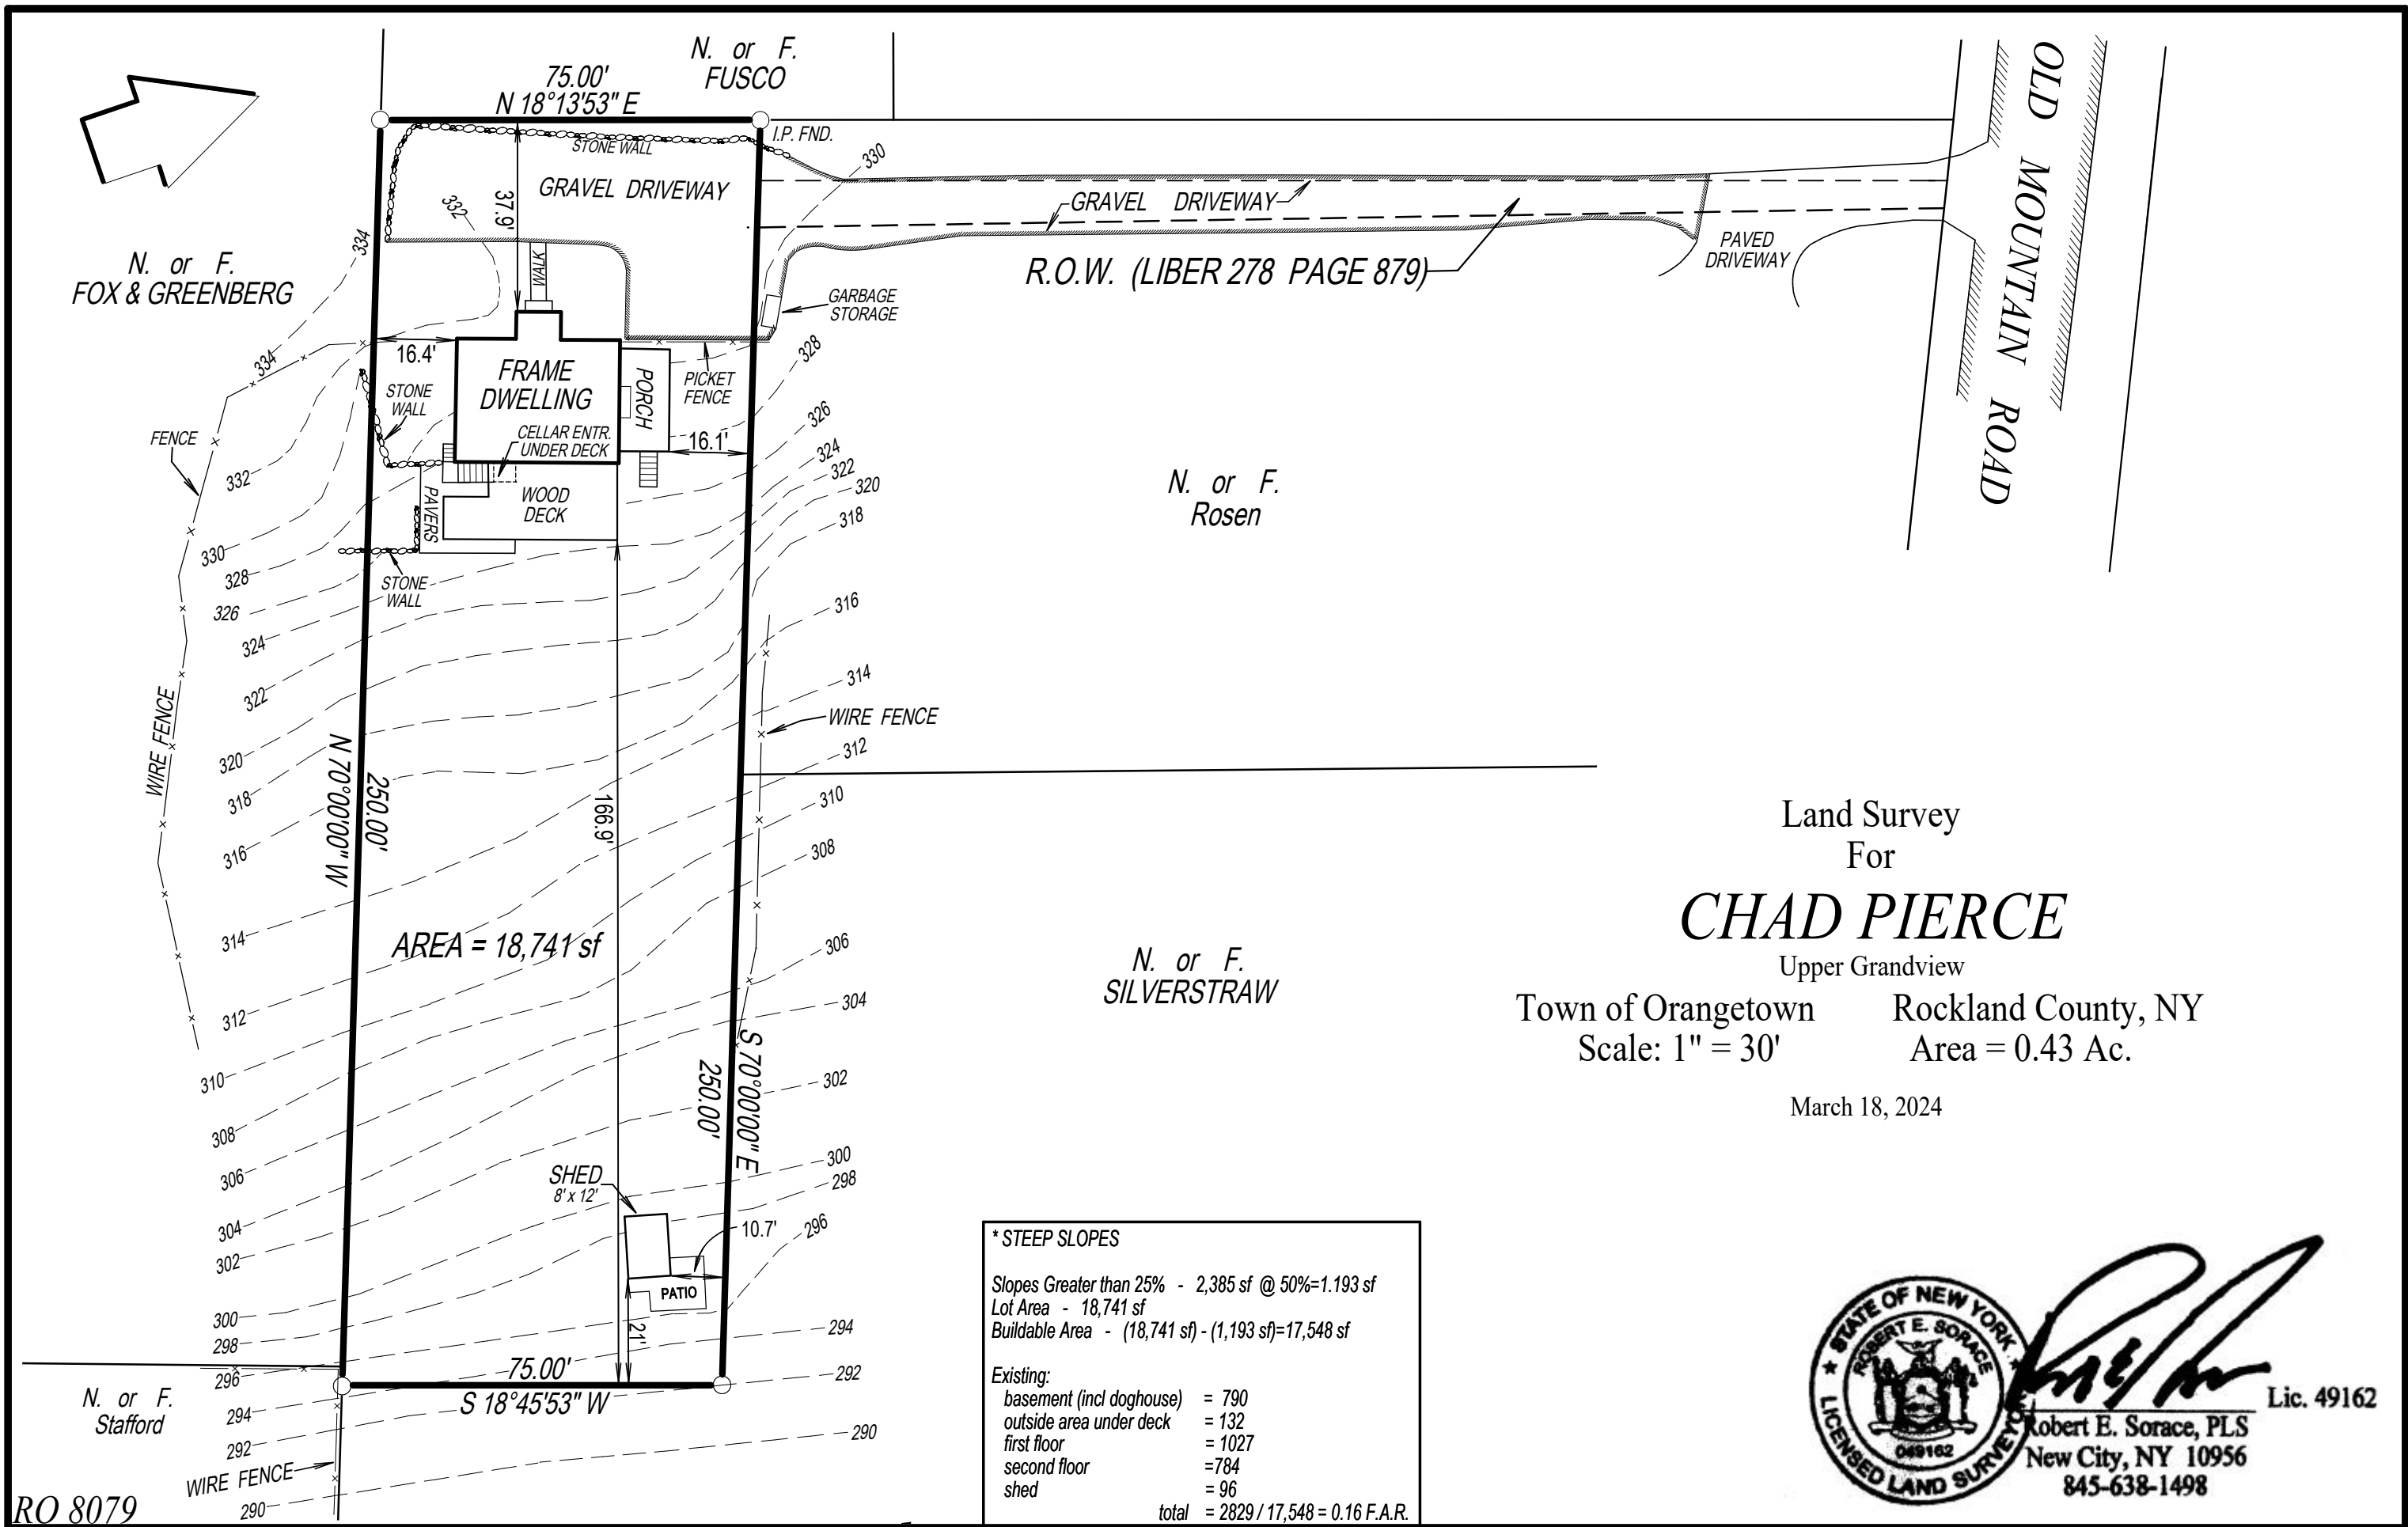 N. or F.
FUSCO
75.00'
N 18°13'53" E
I.P. FND.
STONE WALL
GRAVEL DRIVEWAY
37.9'
332
334
330
GRAVEL DRIVEWAY
R.O.W. (LIBER 278 PAGE 879)
PAVED
DRIVEWAY
OLD MOUNTAIN ROAD
N. or F.
FOX & GREENBERG
WALK
GARBAGE
STORAGE
334
16.4'
FRAME
DWELLING
PORCH
PICKET
FENCE
328
STONE
WALL
CELLAR ENTR.
UNDER DECK
16.1'
326
324
322
320
318
FENCE
332
PAVERS
WOOD
DECK
N. or F.
Rosen
330
328
326
324
322
320
318
316
314
312
310
308
306
304
302
300
298
296
294
292
290
STONE
WALL
316
314
WIRE FENCE
312
310
308
306
304
302
300
298
296
294
292
290
WIRE FENCE
N 70°00'00" W
250.00'
166.9'
AREA = 18,741 sf
S 70°00'00" E
250.00'
N. or F.
SILVERSTRAW
SHED
8' x 12'
10.7'
PATIO
21'
75.00'
S 18°45'53" W
N. or F.
Stafford
WIRE FENCE
RO 8079
Land Survey
For
CHAD PIERCE
Upper Grandview
Town of Orangetown Rockland County, NY
Scale: 1" = 30' Area = 0.43 Ac.
March 18, 2024
* STEEP SLOPES
Slopes Greater than 25% - 2,385 sf @ 50%=1.193 sf
Lot Area - 18,741 sf
Buildable Area - (18,741 sf) - (1,193 sf)=17,548 sf
Existing:
basement (incl doghouse) = 790
outside area under deck = 132
first floor = 1027
second floor =784
shed = 96
total = 2829 / 17,548 = 0.16 F.A.R.
STATE OF NEW YORK
ROBERT E. SORACE
049162
LICENSED LAND SURVEYOR
Lic. 49162
Robert E. Sorace, PLS
New City, NY 10956
845-638-1498